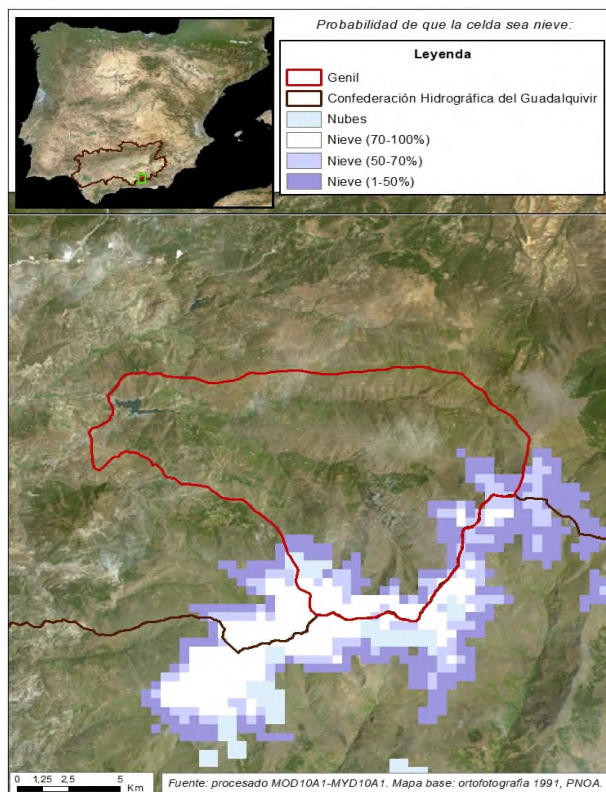 Probabilidad de que la celda sea nieve:
Leyenda
Genil
Confederación Hidrográfica del Guadalquivir
Nubes
Nieve (70-100%)
Nieve (50-70%)
Nieve (1-50%)
0 1,25 2,5 5
Km
Fuente: procesado MOD10A1-MYD10A1. Mapa base: ortofotografía 1991, PNOA.